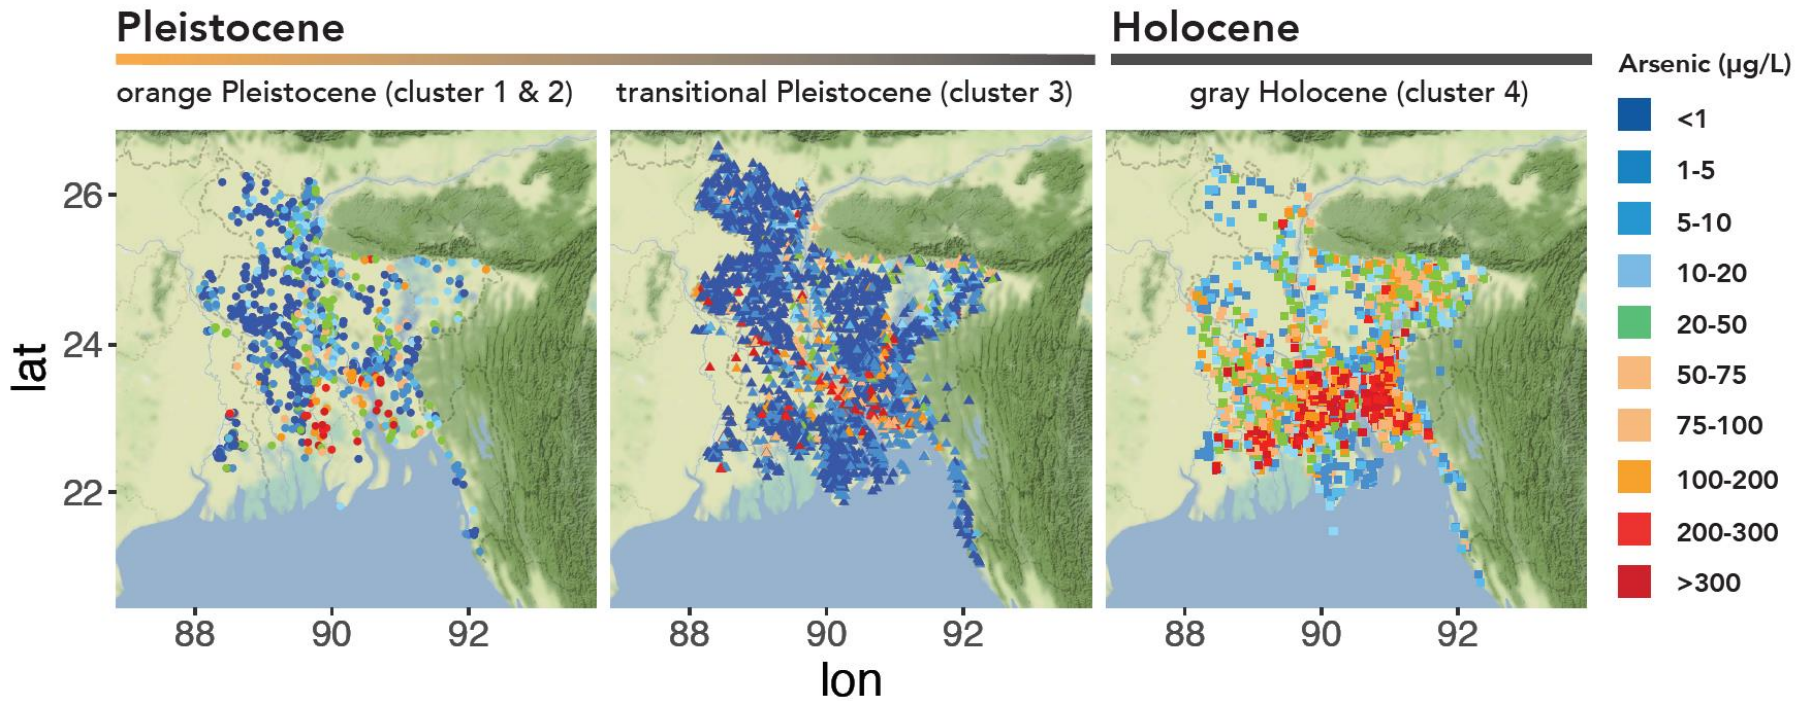 Pleistocene
Holocene
orange Pleistocene (cluster 1 & 2)
transitional Pleistocene (cluster 3)
gray Holocene (cluster 4)
Arsenic (µg/L)
<1
1-5
5-10
10-20
20-50
50-75
75-100
100-200
200-300
>300
lat
26
24
22
88 90 92
88 90 92
88 90 92
lon